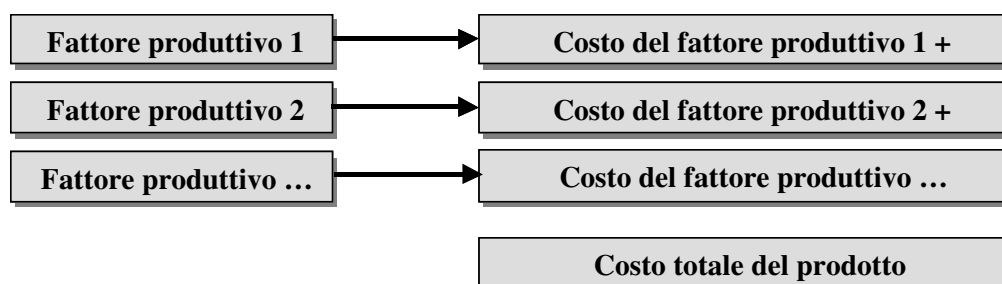 Fattore produttivo 1
Costo del fattore produttivo 1 +
Fattore produttivo 2
Costo del fattore produttivo 2 +
Fattore produttivo …
Costo del fattore produttivo …
Costo totale del prodotto